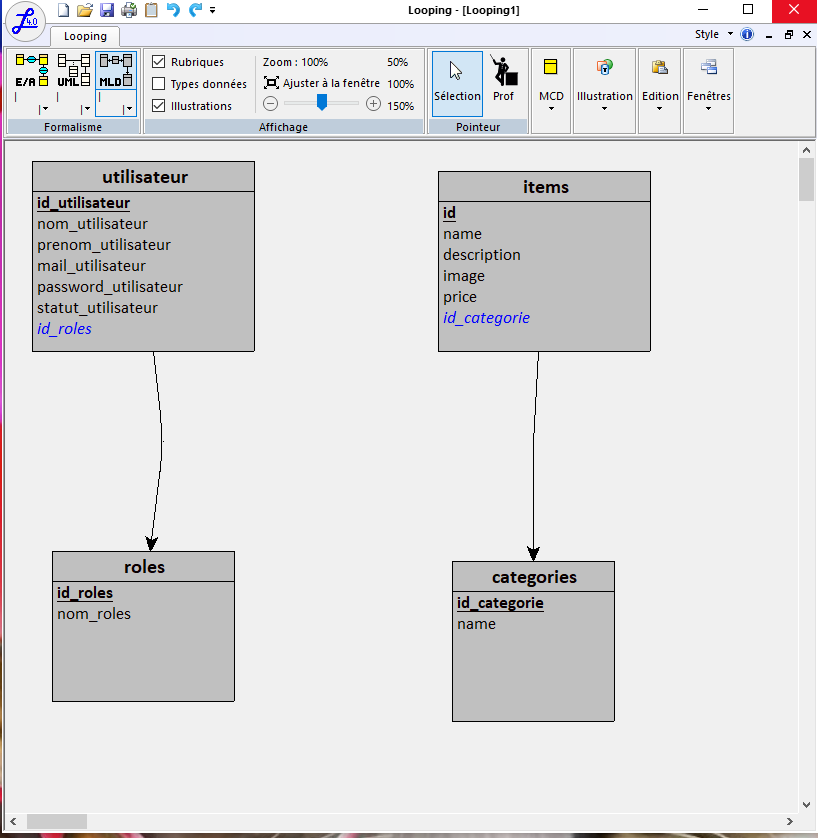 Looping - [Looping1]
4.0
Looping
Style
E/A UML MLD
Formalisme
Rubriques
Types données
Illustrations
Zoom : 100%
50%
Ajuster à la fenêtre
100%
150%
Affichage
Sélection
Prof
Pointeur
MCD
Illustration
Edition
Fenêtres
utilisateur
id_utilisateur
nom_utilisateur
prenom_utilisateur
mail_utilisateur
password_utilisateur
statut_utilisateur
id_roles
items
id
name
description
image
price
id_categorie
roles
id_roles
nom_roles
categories
id_categorie
name